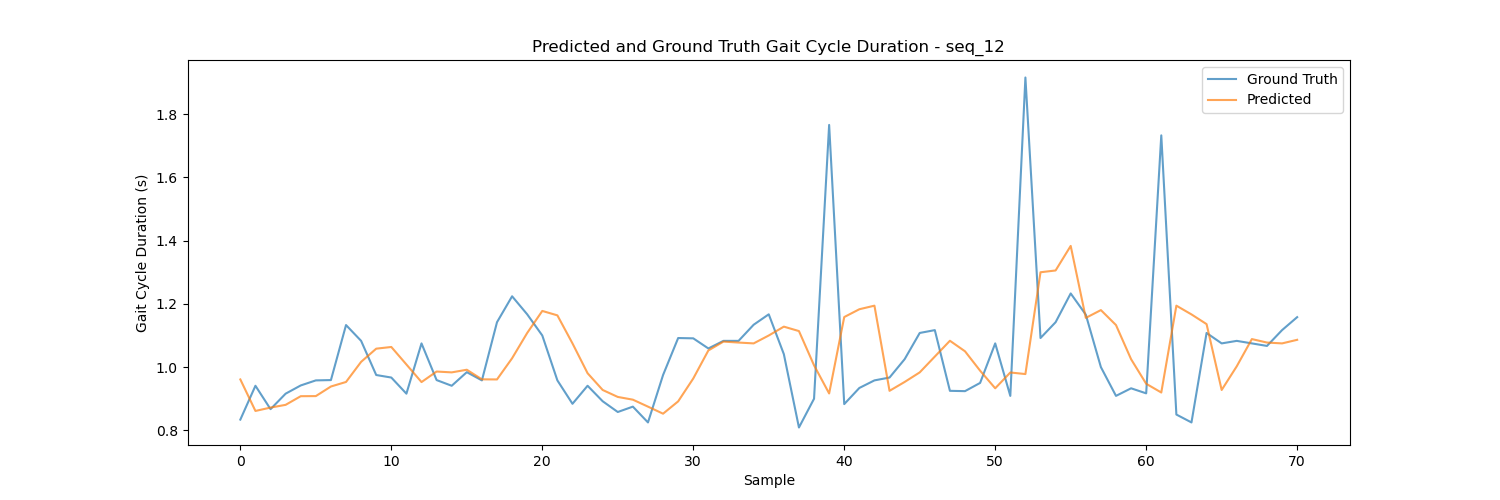 Predicted and Ground Truth Gait Cycle Duration - seq_12
Ground Truth
Predicted
Gait Cycle Duration (s)
1.8
1.6
1.4
1.2
1.0
0.8
0 10 20 30 40 50 60 70
Sample